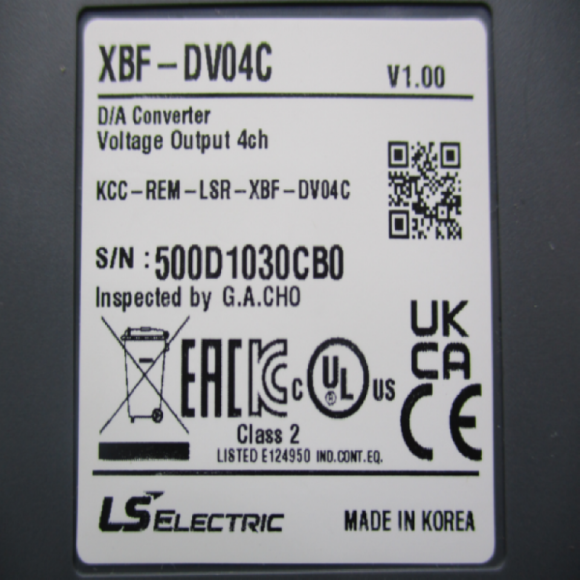 XBF-DV04C V1.00
D/A Converter
Voltage Output 4ch
KCC-REM-LSR-XBF-DV04C
S/N : 500D1030CB0
Inspected by G.A.CHO
UK
CA
EAC KC c UL ® US CE
Class 2
LISTED E124950 IND.CONT.EQ.
LS ELECTRIC MADE IN KOREA